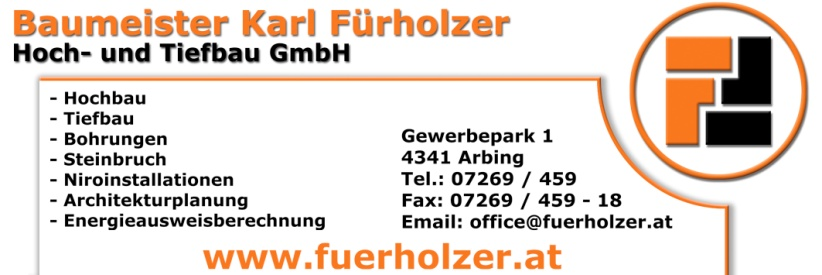 Baumeister Karl Fürholzer
Hoch- und Tiefbau GmbH
- Hochbau
- Tiefbau
- Bohrungen
- Steinbruch
- Niroinstallationen
- Architekturplanung
- Energieausweisberechnung
Gewerbepark 1
4341 Arbing
Tel.: 07269 / 459
Fax: 07269 / 459 - 18
Email: office@fuerholzer.at
www.fuerholzer.at